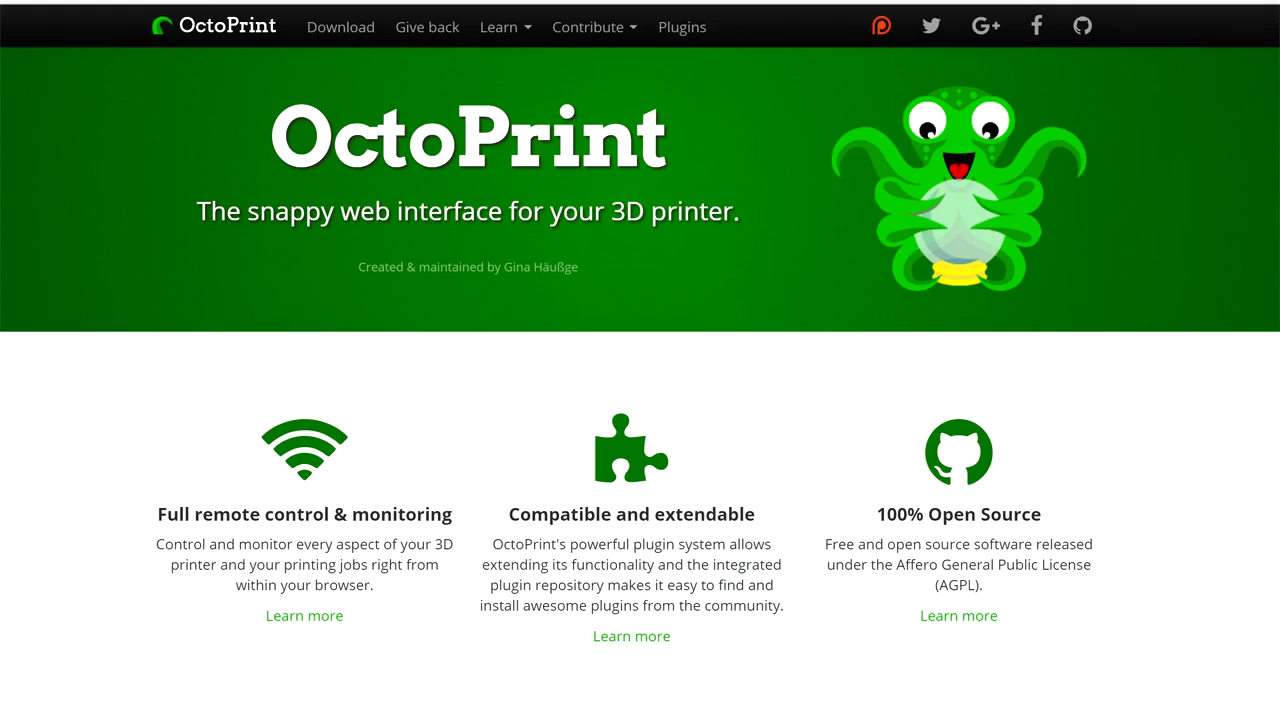 OctoPrint Download Give back Learn Contribute Plugins
OctoPrint
The snappy web interface for your 3D printer.
Created & maintained by Gina Häußge
Full remote control & monitoring
Control and monitor every aspect of your 3D
printer and your printing jobs right from
within your browser.
Learn more
Compatible and extendable
OctoPrint's powerful plugin system allows
extending its functionality and the integrated
plugin repository makes it easy to find and
install awesome plugins from the community.
Learn more
100% Open Source
Free and open source software released
under the Affero General Public License
(AGPL).
Learn more